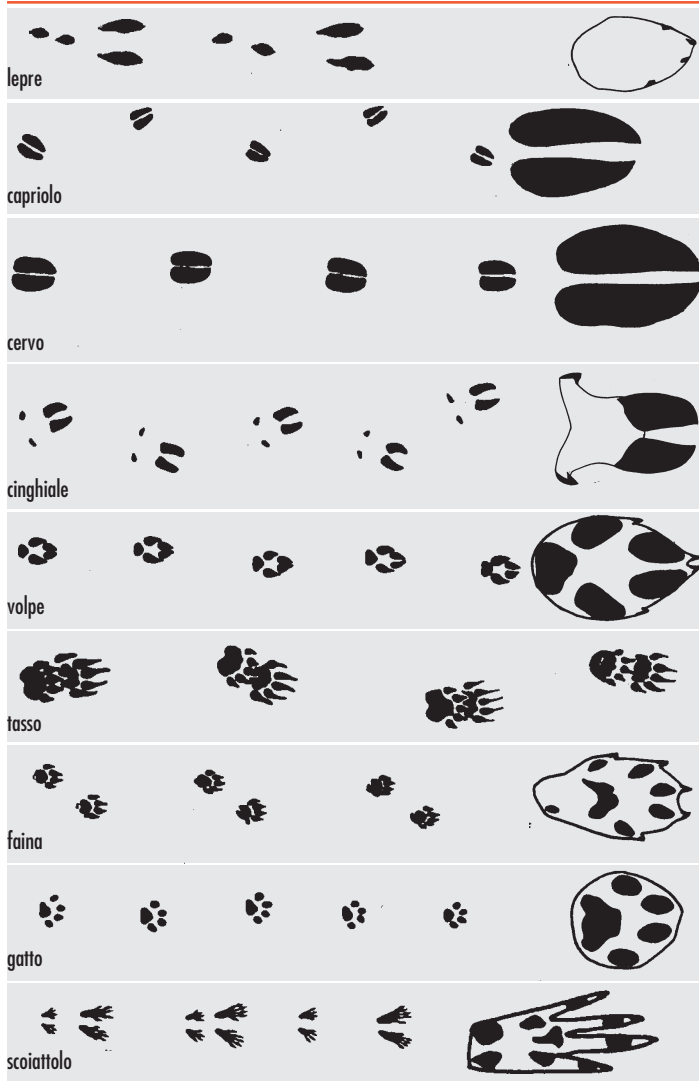 lepre
capriolo
cervo
cinghiale
volpe
tasso
faina
gatto
scoiattolo